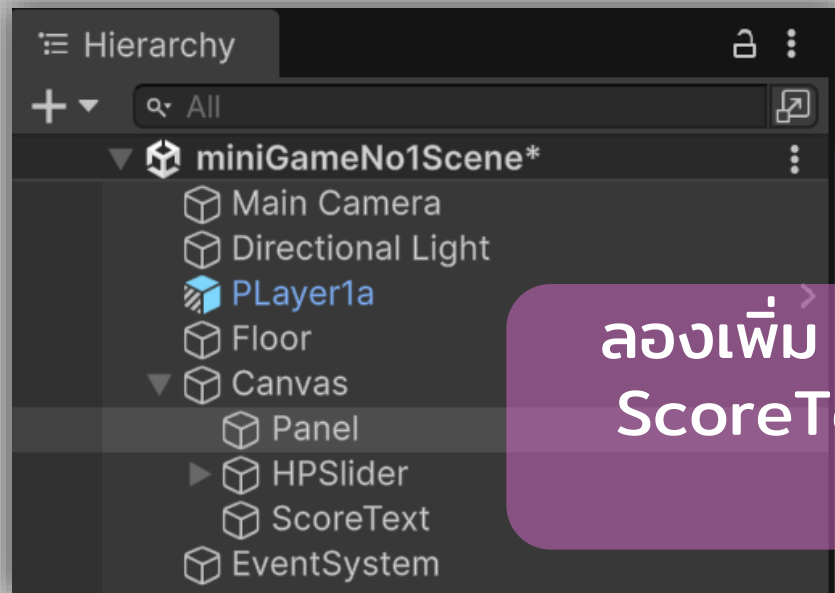 Hierarchy
All
miniGameNo1Scene*
Main Camera
Directional Light
PLayer1a
Floor
ลองเพิ่ม
Canvas
Panel
HPSlider
ScoreText
EventSystem